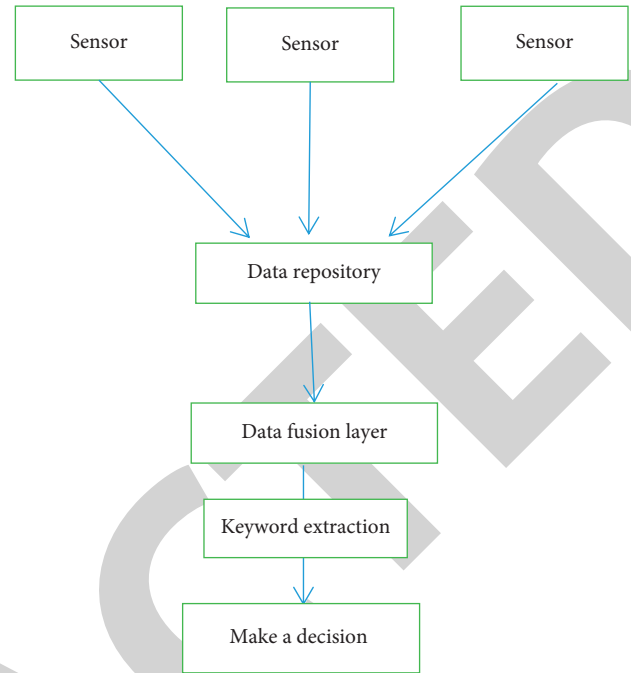 Sensor
Sensor
Sensor
Data repository
Data fusion layer
Keyword extraction
Make a decision